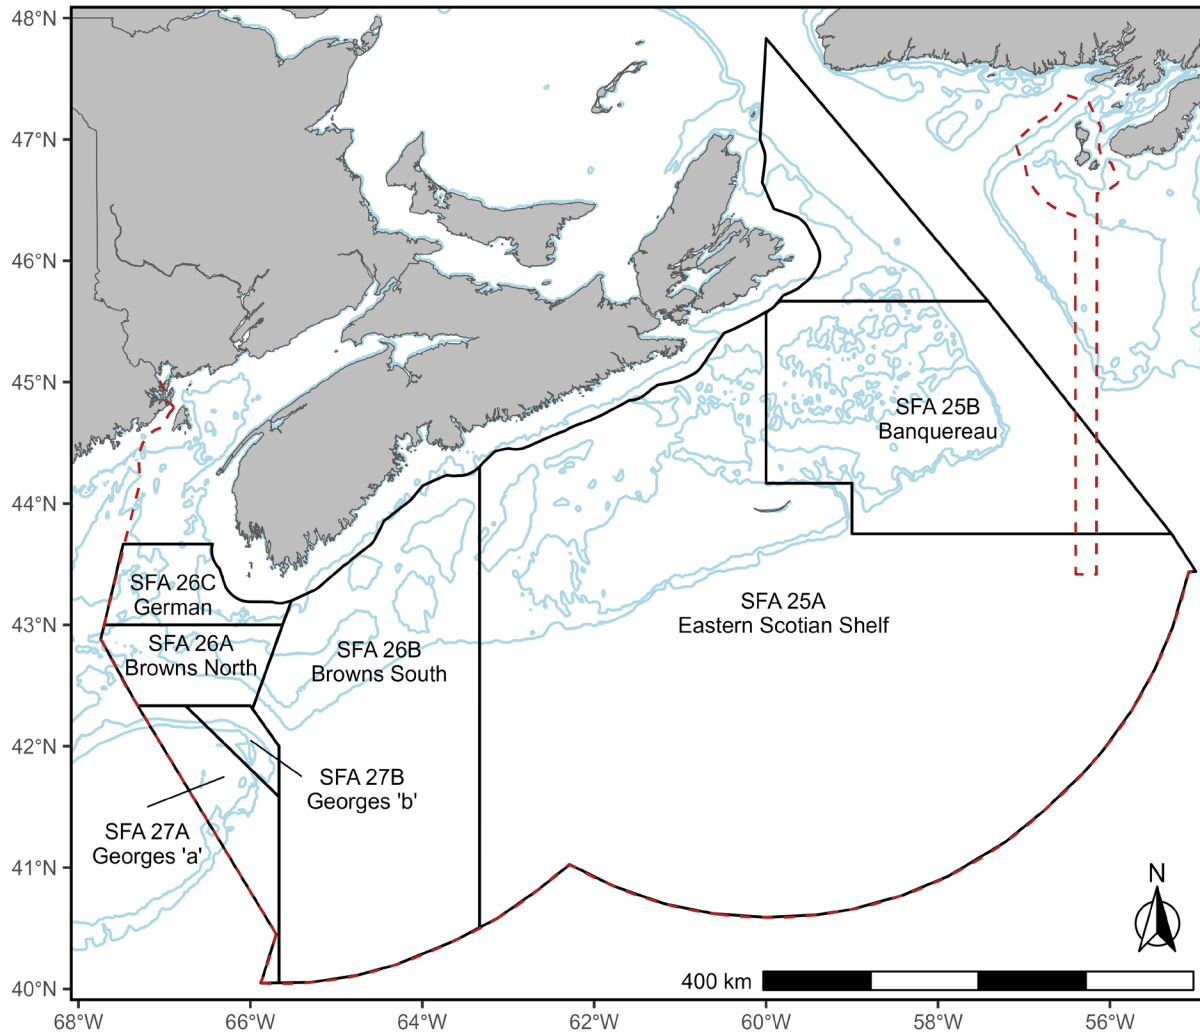 48°N
47°N
46°N
45°N
44°N
43°N
42°N
41°N
40°N
SFA 25B
Banquereau
SFA 26C
German
SFA 25A
Eastern Scotian Shelf
SFA 26A
Browns North
SFA 26B
Browns South
SFA 27B
Georges 'b'
SFA 27A
Georges 'a'
N
400 km
68°W
66°W
64°W
62°W
60°W
58°W
56°W